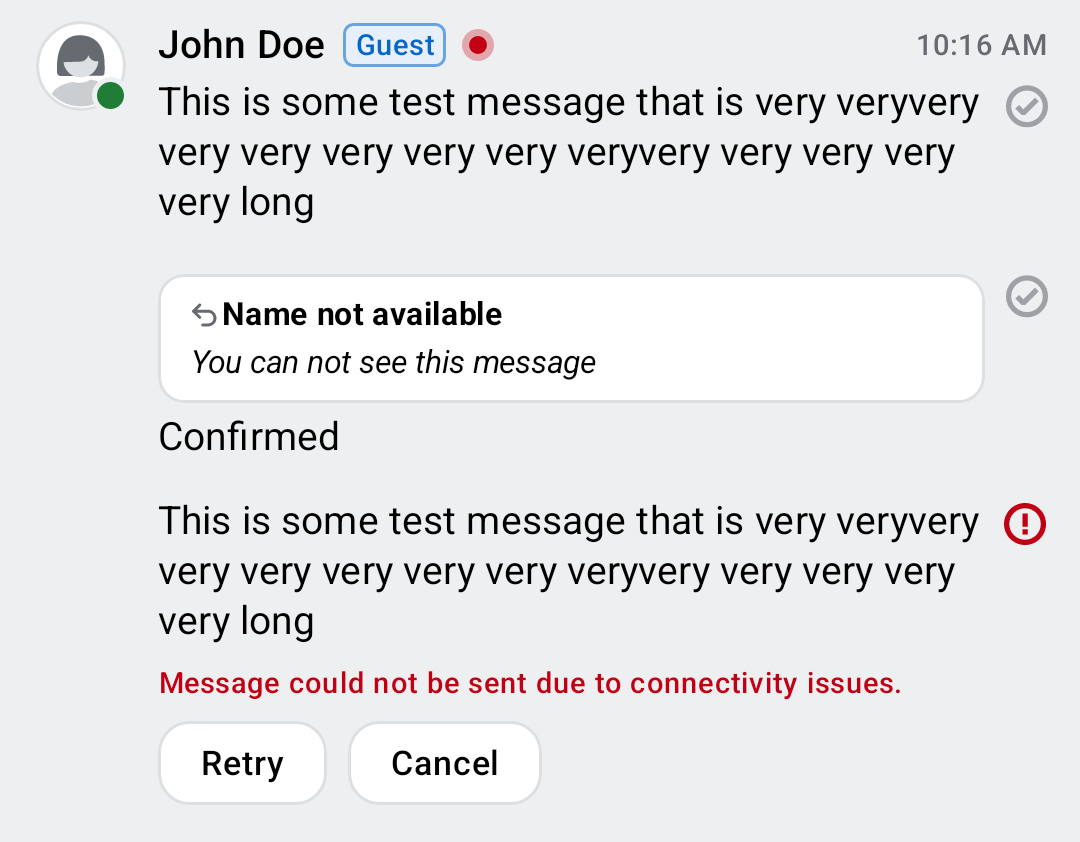 John Doe Guest 10:16 AM
This is some test message that is very veryvery
very very very very very veryvery very very very
very long
Name not available
You can not see this message
Confirmed
This is some test message that is very veryvery
very very very very very veryvery very very very
very long
Message could not be sent due to connectivity issues.
Retry Cancel